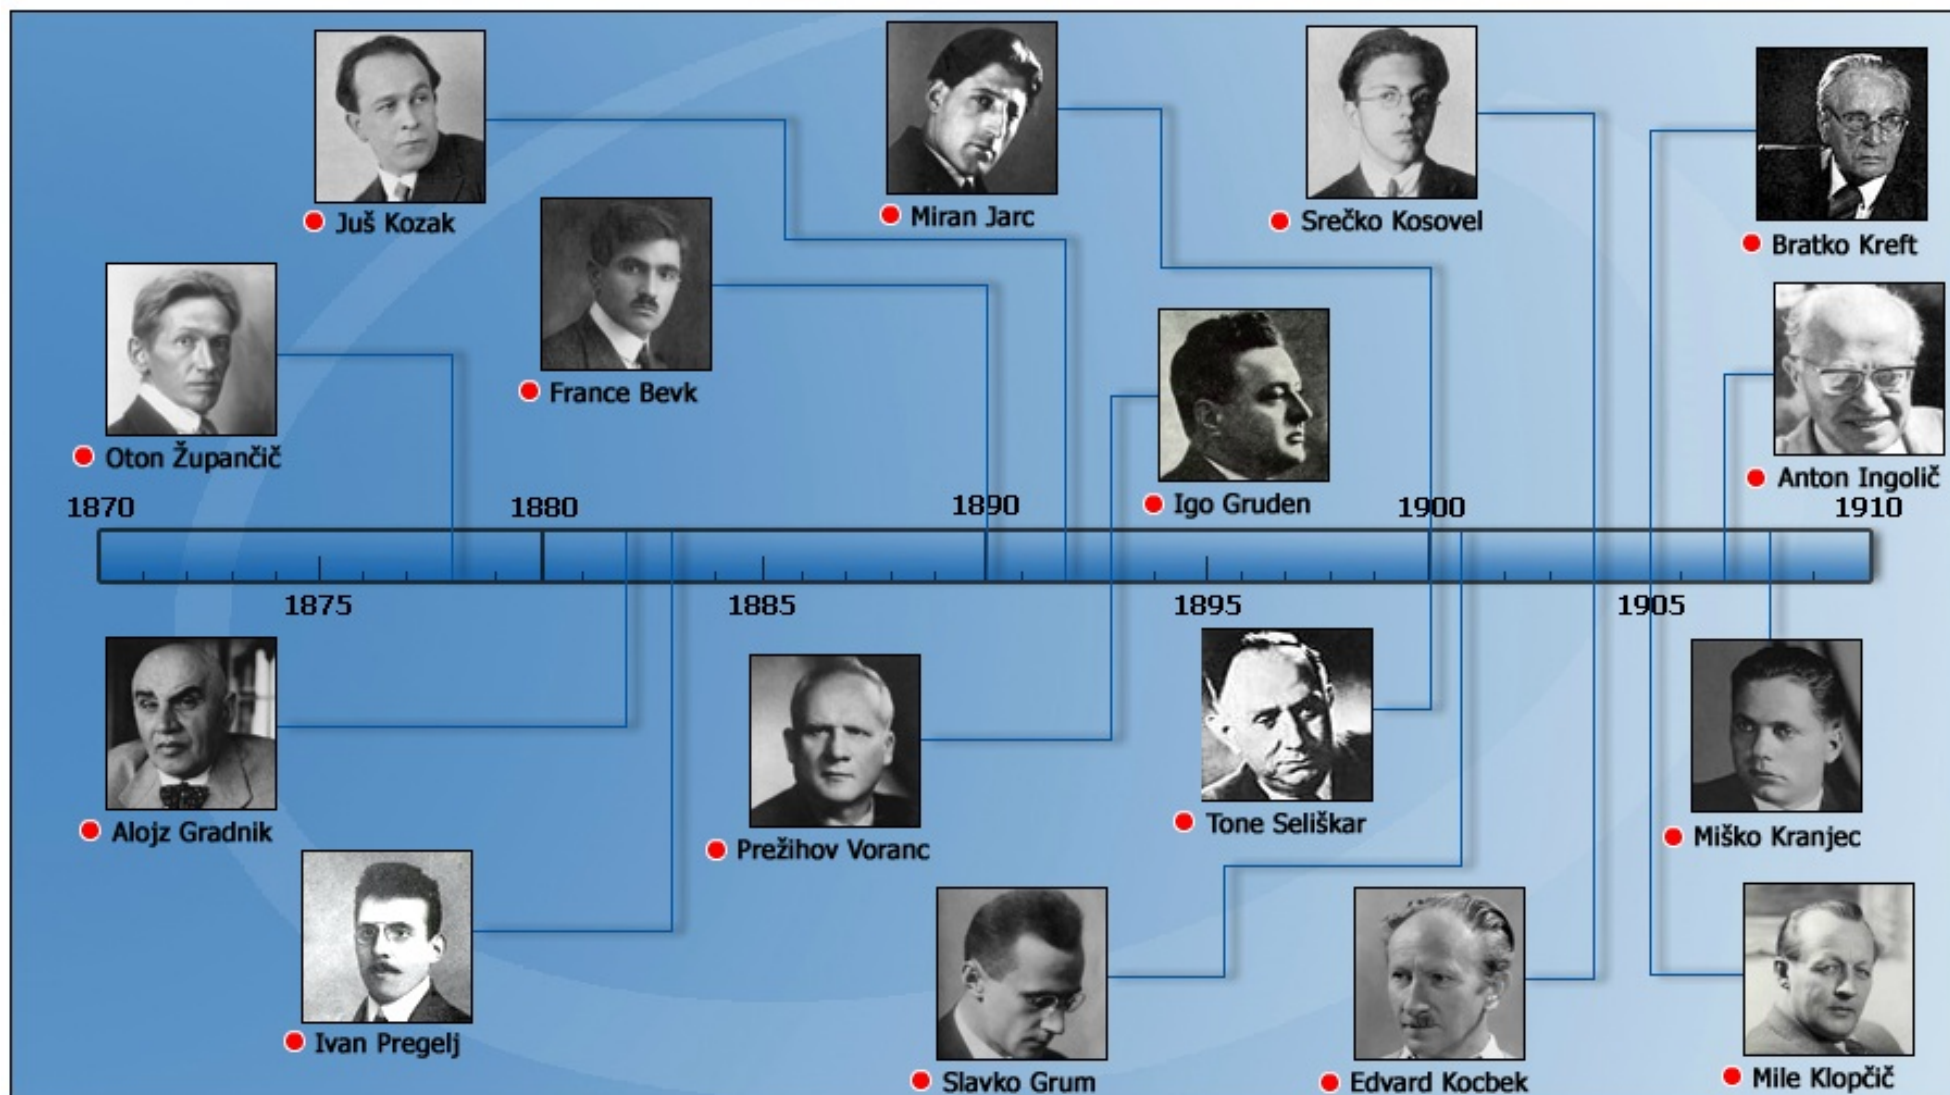 Juš Kozak
Miran Jarc
Srečko Kosovel
Bratko Kreft
France Bevk
Oton Župančič
Igo Gruden
Anton Ingolič
1870
1880
1890
1900
1910
1875
1885
1895
1905
Alojz Gradnik
Prežihov Voranc
Tone Seliškar
Miško Kranjec
Ivan Pregelj
Slavko Grum
Edvard Kocbek
Mile Klopčič